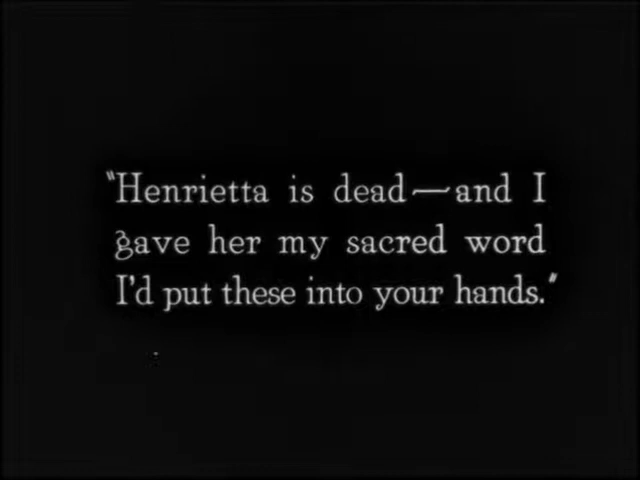 "Henrietta is dead—and I
gave her my sacred word
I'd put these into your hands."